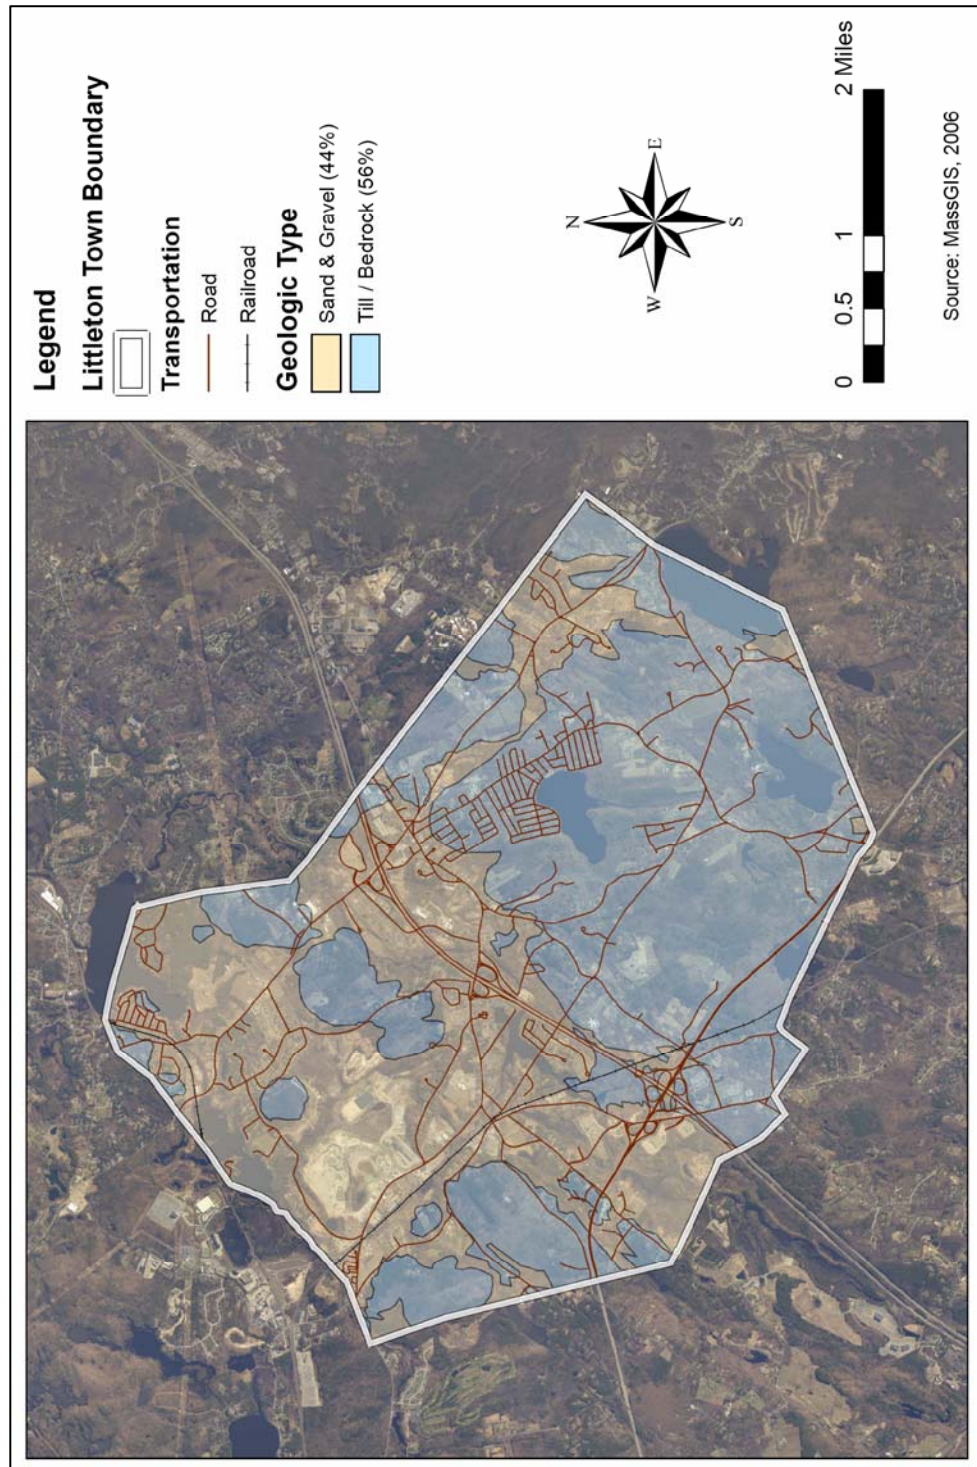 Legend
Littleton Town Boundary
Transportation
Road
Railroad
Geologic Type
Sand & Gravel (44%)
Till / Bedrock (56%)
N
W
E
S
0
0.5
1
2 Miles
Source: MassGIS, 2006